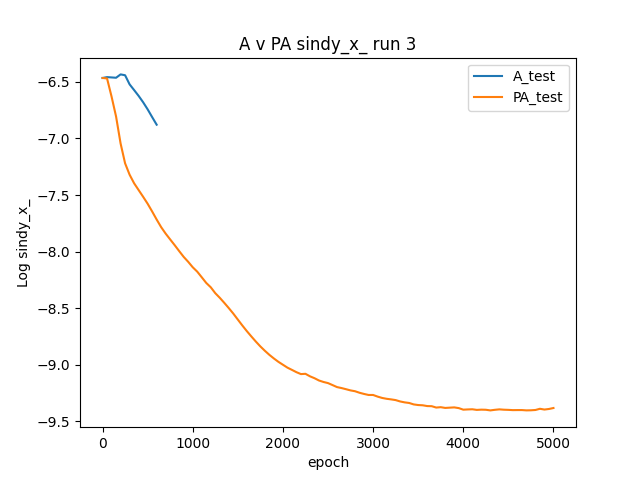 A v PA sindy_x_ run 3
A_test
PA_test
−6.5
−7.0
−7.5
−8.0
−8.5
−9.0
−9.5
Log sindy_x_
0 1000 2000 3000 4000 5000
epoch